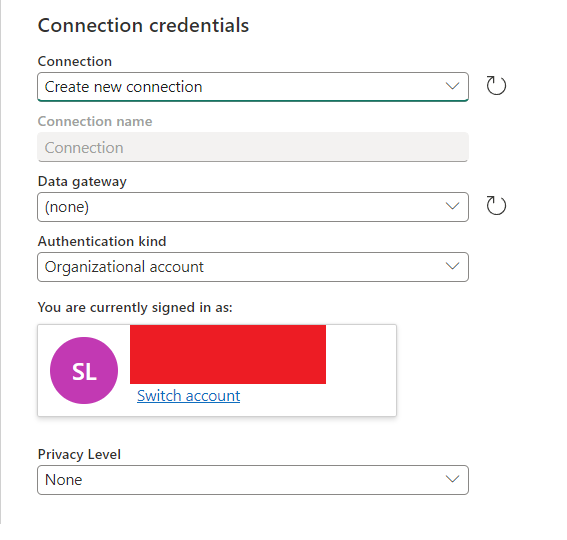 Connection credentials
Connection
Create new connection
Connection name
Connection
Data gateway
(none)
Authentication kind
Organizational account
You are currently signed in as:
SL
Switch account
Privacy Level
None